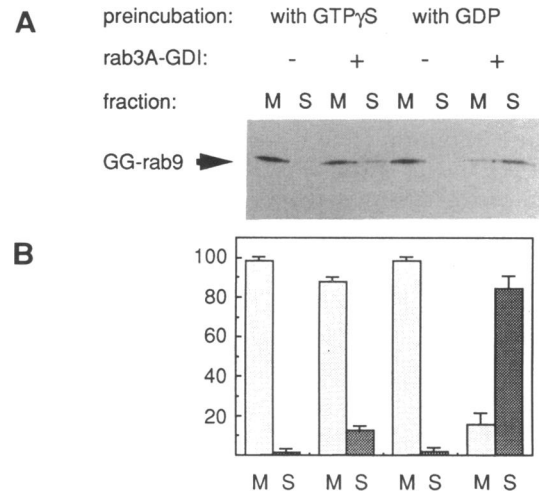 A
preincubation: with GTPγS with GDP
rab3A-GDI: - + - +
fraction: M S M S M S M S
GG-rab9
B
100
80
60
40
20
M S M S M S M S